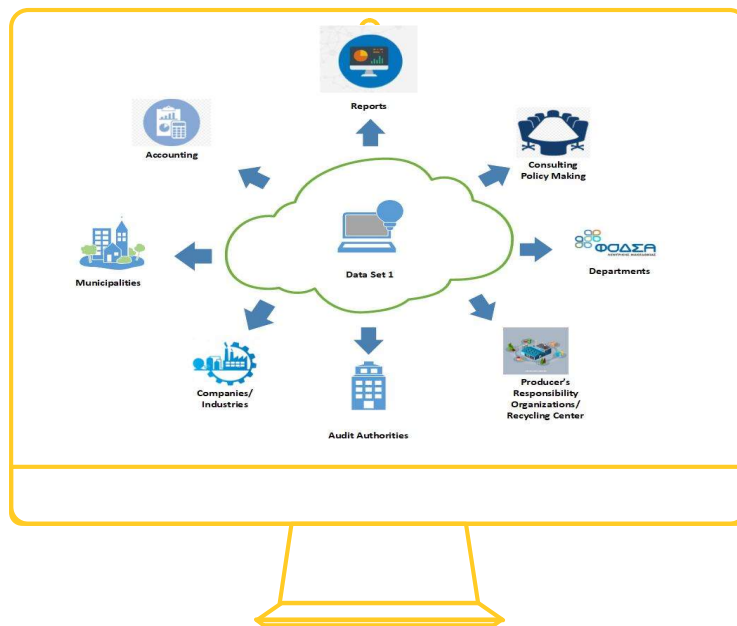 Reports
Accounting
Consulting
Policy Making
Data Set 1
ΦΟΔΣΑ
Municipalities
Departments
Companies/
Industries
Producer's
Responsibility
Organizations/
Recycling Center
Audit Authorities